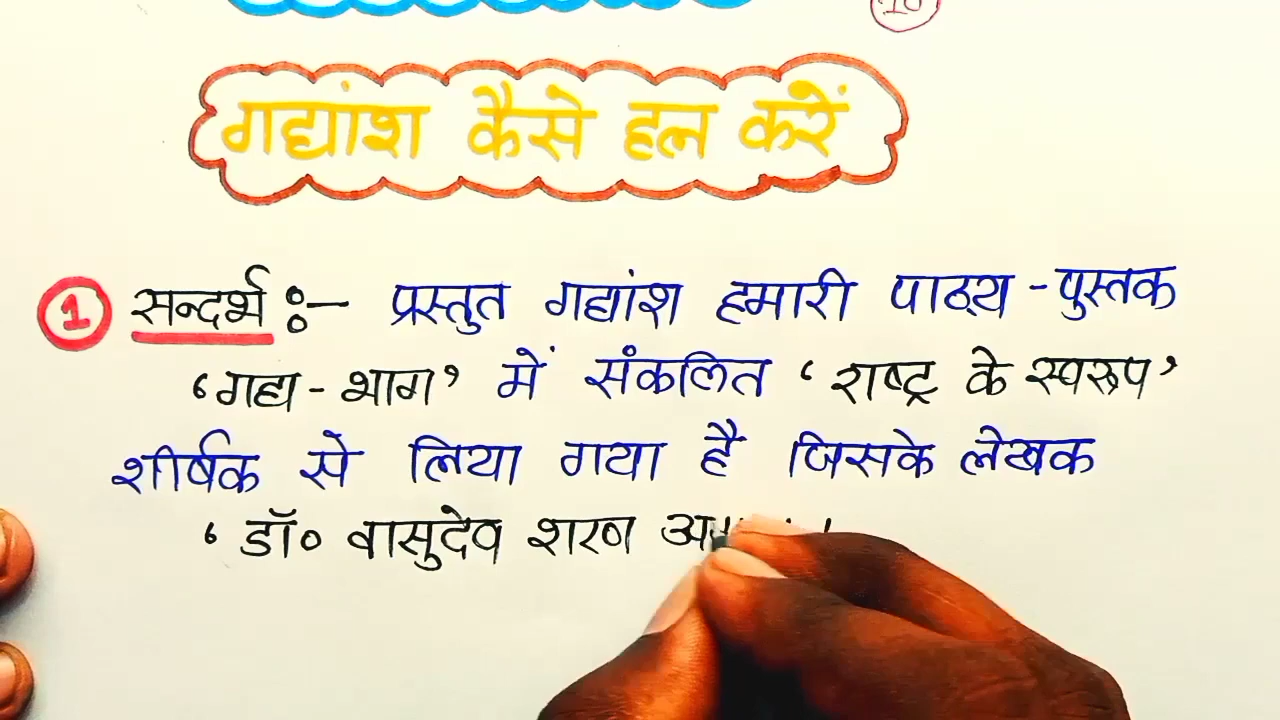 10
गद्यांश कैसे हल करें
1 सन्दर्भ :- प्रस्तुत गद्यांश हमारी पाठ्य-पुस्तक
‘गद्य-भाग’ में संकलित ‘राष्ट्र के स्वरूप’
शीर्षक से लिया गया है जिसके लेखक
‘डॉ० वासुदेव शरण